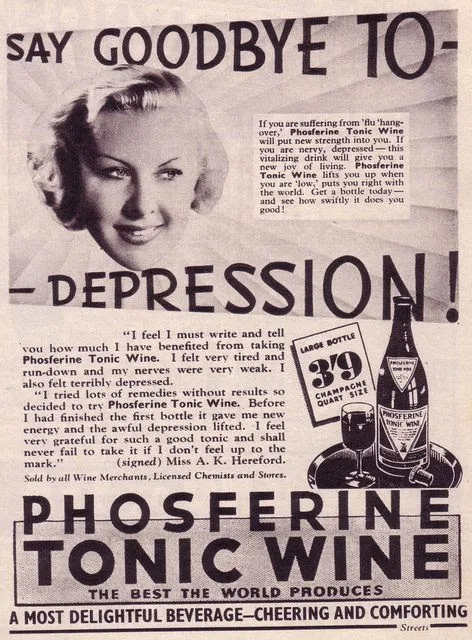 SAY GOODBYE TO-
If you are suffering from 'flu 'hang-
over,' Phosferine Tonic Wine
will put new strength into you. If
you are nervy, depressed—this
vitalizing drink will give you a
new joy of living. Phosferine
Tonic Wine lifts you up when
you are 'low,' puts you right with
the world. Get a bottle today—
and see how swiftly it does you
good!
—DEPRESSION!
"I feel I must write and tell
you how much I have benefited from taking
Phosferine Tonic Wine. I felt very tired and
run-down and my nerves were very weak. I
also felt terribly depressed.
"I tried lots of remedies without results so
decided to try Phosferine Tonic Wine. Before
I had finished the first bottle it gave me new
energy and the awful depression lifted. I feel
very grateful for such a good tonic and shall
never fail to take it if I don't feel up to the
mark."
(signed) Miss A. K. Hereford.
Sold by all Wine Merchants, Licensed Chemists and Stores.
LARGE BOTTLE
3'9
CHAMPAGNE
QUART SIZE
PHOSFERINE
TONIC WINE
PHOSFERINE
TONIC WINE
PHOSFERINE
TONIC WINE
THE BEST THE WORLD PRODUCES
A MOST DELIGHTFUL BEVERAGE—CHEERING AND COMFORTING
Streets